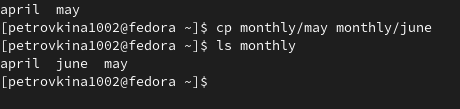 april  may
[petrovkina1002@fedora ~]$ cp monthly/may monthly/june
[petrovkina1002@fedora ~]$ ls monthly
april  june  may
[petrovkina1002@fedora ~]$